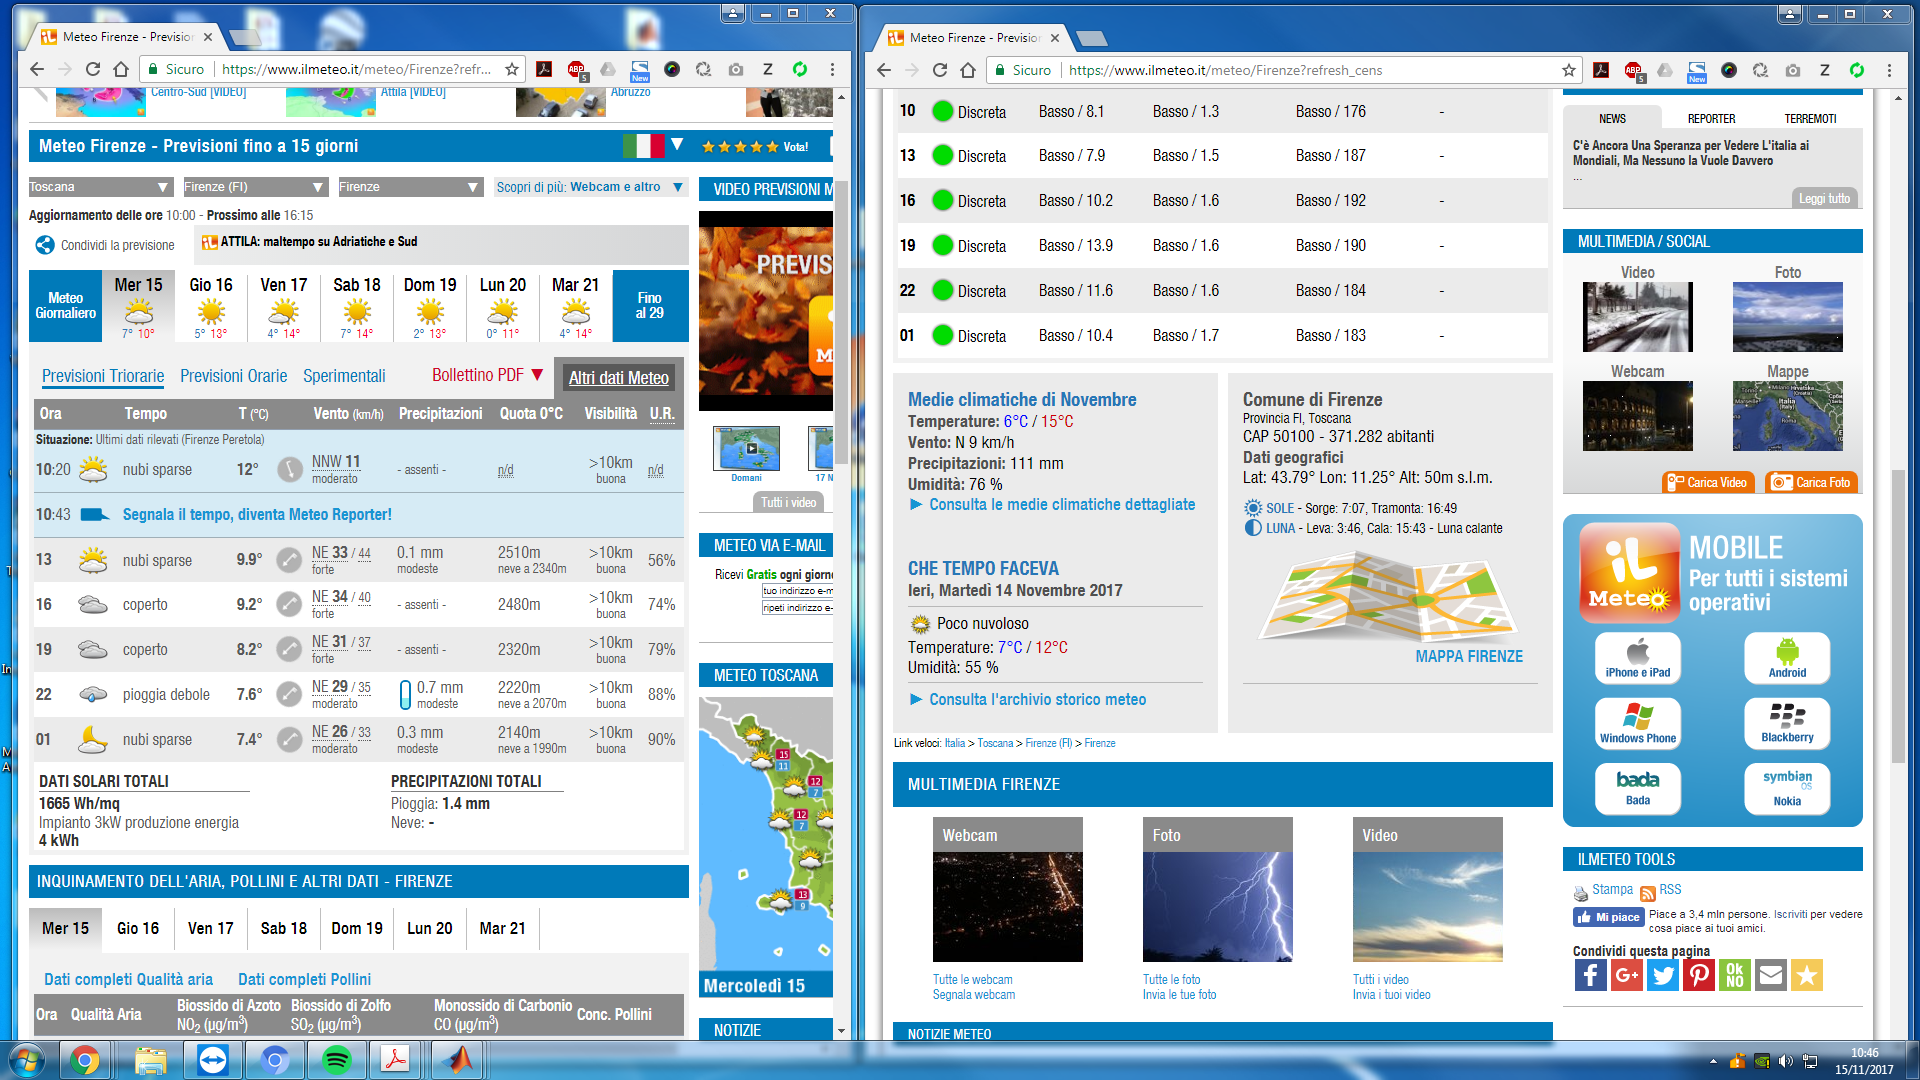 Meteo Firenze - Prevision
Sicuro
https://www.ilmeteo.it/meteo/Firenze?refr...
Centro-Sud [VIDEO]
Attila [VIDEO]
Abruzzo
Meteo Firenze - Previsioni fino a 15 giorni
Vota!
Toscana
Firenze (FI)
Firenze
Scopri di più: Webcam e altro
Aggiornamento delle ore 10:00 - Prossimo alle 16:15
Condividi la previsione
ATTILA: maltempo su Adriatiche e Sud
Meteo Giornaliero
Mer 15
Gio 16
Ven 17
Sab 18
Dom 19
Lun 20
Mar 21
Fino al 29
7° 10°
5° 13°
4° 14°
7° 14°
2° 13°
0° 11°
4° 14°
Previsioni Triorarie
Previsioni Orarie
Sperimentali
Bollettino PDF
Altri dati Meteo
Ora Tempo T (°C) Vento (km/h) Precipitazioni Quota 0°C Visibilità U.R.
Situazione: Ultimi dati rilevati (Firenze Peretola)
10:20 nubi sparse 12° NNW 11 moderato - assenti - n/d >10km buona n/d
10:43 Segnala il tempo, diventa Meteo Reporter!
13 nubi sparse 9.9° NE 33 / 44 forte 0.1 mm modeste 2510m neve a 2340m >10km buona 56%
16 coperto 9.2° NE 34 / 40 forte - assenti - 2480m >10km buona 74%
19 coperto 8.2° NE 31 / 37 forte - assenti - 2320m >10km buona 79%
22 pioggia debole 7.6° NE 29 / 35 moderato 0.7 mm modeste 2220m neve a 2070m >10km buona 88%
01 nubi sparse 7.4° NE 26 / 33 moderato 0.3 mm modeste 2140m neve a 1990m >10km buona 90%
DATI SOLARI TOTALI
1665 Wh/mq
Impianto 3kW produzione energia
4 kWh
PRECIPITAZIONI TOTALI
Pioggia: 1.4 mm
Neve: -
INQUINAMENTO DELL'ARIA, POLLINI E ALTRI DATI - FIRENZE
Mer 15
Gio 16
Ven 17
Sab 18
Dom 19
Lun 20
Mar 21
Dati completi Qualità aria
Dati completi Pollini
Ora Qualità Aria Biossido di Azoto NO2 (µg/m³) Biossido di Zolfo SO2 (µg/m³) Monossido di Carbonio CO (µg/m³) Conc. Pollini
VIDEO PREVISIONI M
PREVIS
M
Domani
17 N
Tutti i video
METEO VIA E-MAIL
Ricevi Gratis ogni giorno
tuo indirizzo e-m
ripeti indirizzo e-
METEO TOSCANA
15
11
12
7
12
7
13
9
Mercoledì 15
NOTIZIE
Meteo Firenze - Prevision
Sicuro
https://www.ilmeteo.it/meteo/Firenze?refresh_cens
10 Discreta Basso / 8.1 Basso / 1.3 Basso / 176 -
13 Discreta Basso / 7.9 Basso / 1.5 Basso / 187 -
16 Discreta Basso / 10.2 Basso / 1.6 Basso / 192 -
19 Discreta Basso / 13.9 Basso / 1.6 Basso / 190 -
22 Discreta Basso / 11.6 Basso / 1.6 Basso / 184 -
01 Discreta Basso / 10.4 Basso / 1.7 Basso / 183 -
Medie climatiche di Novembre
Temperature: 6°C / 15°C
Vento: N 9 km/h
Precipitazioni: 111 mm
Umidità: 76 %
► Consulta le medie climatiche dettagliate
CHE TEMPO FACEVA
Ieri, Martedì 14 Novembre 2017
Poco nuvoloso
Temperature: 7°C / 12°C
Umidità: 55 %
► Consulta l'archivio storico meteo
Comune di Firenze
Provincia FI, Toscana
CAP 50100 - 371.282 abitanti
Dati geografici
Lat: 43.79° Lon: 11.25° Alt: 50m s.l.m.
SOLE - Sorge: 7:07, Tramonta: 16:49
LUNA - Leva: 3:46, Cala: 15:43 - Luna calante
MAPPA FIRENZE
Link veloci: Italia > Toscana > Firenze (FI) > Firenze
MULTIMEDIA FIRENZE
Webcam
Foto
Video
Tutte le webcam
Segnala webcam
Tutte le foto
Invia le tue foto
Tutti i video
Invia i tuoi video
NOTIZIE METEO
NEWS
REPORTER
TERREMOTI
C'è Ancora Una Speranza per Vedere L'italia ai
Mondiali, Ma Nessuno la Vuole Davvero
...
Leggi tutto
MULTIMEDIA / SOCIAL
Video
Foto
Webcam
Mappe
Italia
Carica Video
Carica Foto
iL Meteo
MOBILE
Per tutti i sistemi
operativi
iPhone e iPad
Android
Windows Phone
Blackberry
bada
Bada
symbian OS
Nokia
ILMETEO TOOLS
Stampa
RSS
Mi piace
Piace a 3,4 mln persone. Iscriviti per vedere
cosa piace ai tuoi amici.
Condividi questa pagina
OK NO
10:46
15/11/2017